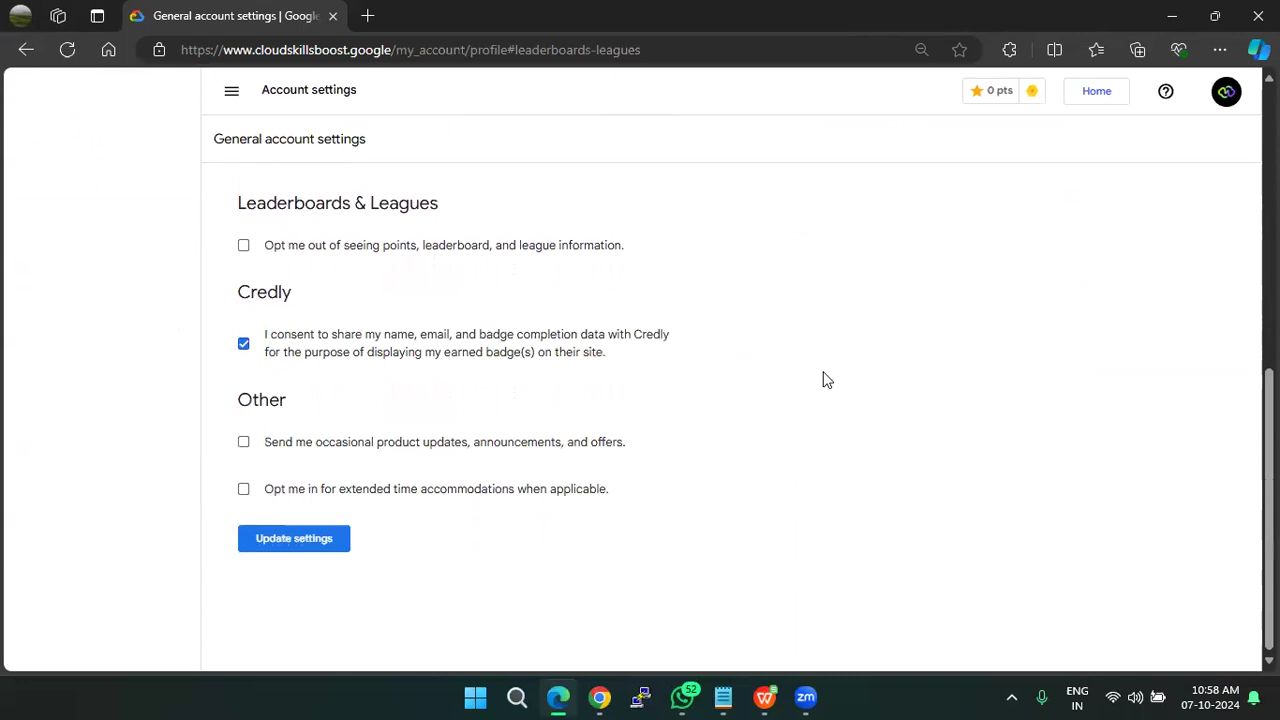 General account settings | Google
https://www.cloudskillsboost.google/my_account/profile#leaderboards-leagues
Account settings
0 pts
Home
General account settings
Leaderboards & Leagues
Opt me out of seeing points, leaderboard, and league information.
Credly
I consent to share my name, email, and badge completion data with Credly
for the purpose of displaying my earned badge(s) on their site.
Other
Send me occasional product updates, announcements, and offers.
Opt me in for extended time accommodations when applicable.
Update settings
52
zm
ENG
IN
10:58 AM
07-10-2024